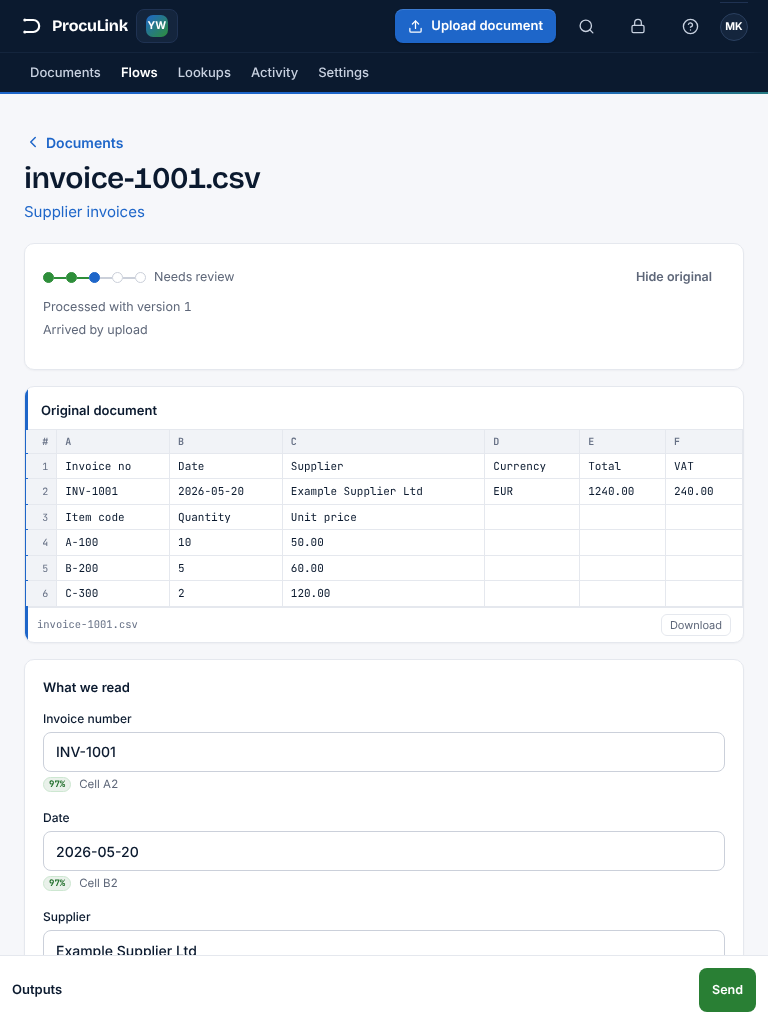 ProcuLink YW Upload document MK
Documents Flows Lookups Activity Settings
Documents
invoice-1001.csv
Supplier invoices
Needs review Hide original
Processed with version 1
Arrived by upload
Original document
# A B C D E F
1 Invoice no Date Supplier Currency Total VAT
2 INV-1001 2026-05-20 Example Supplier Ltd EUR 1240.00 240.00
3 Item code Quantity Unit price
4 A-100 10 50.00
5 B-200 5 60.00
6 C-300 2 120.00
invoice-1001.csv Download
What we read
Invoice number
INV-1001
97% Cell A2
Date
2026-05-20
97% Cell B2
Supplier
Example Supplier Ltd
Outputs Send